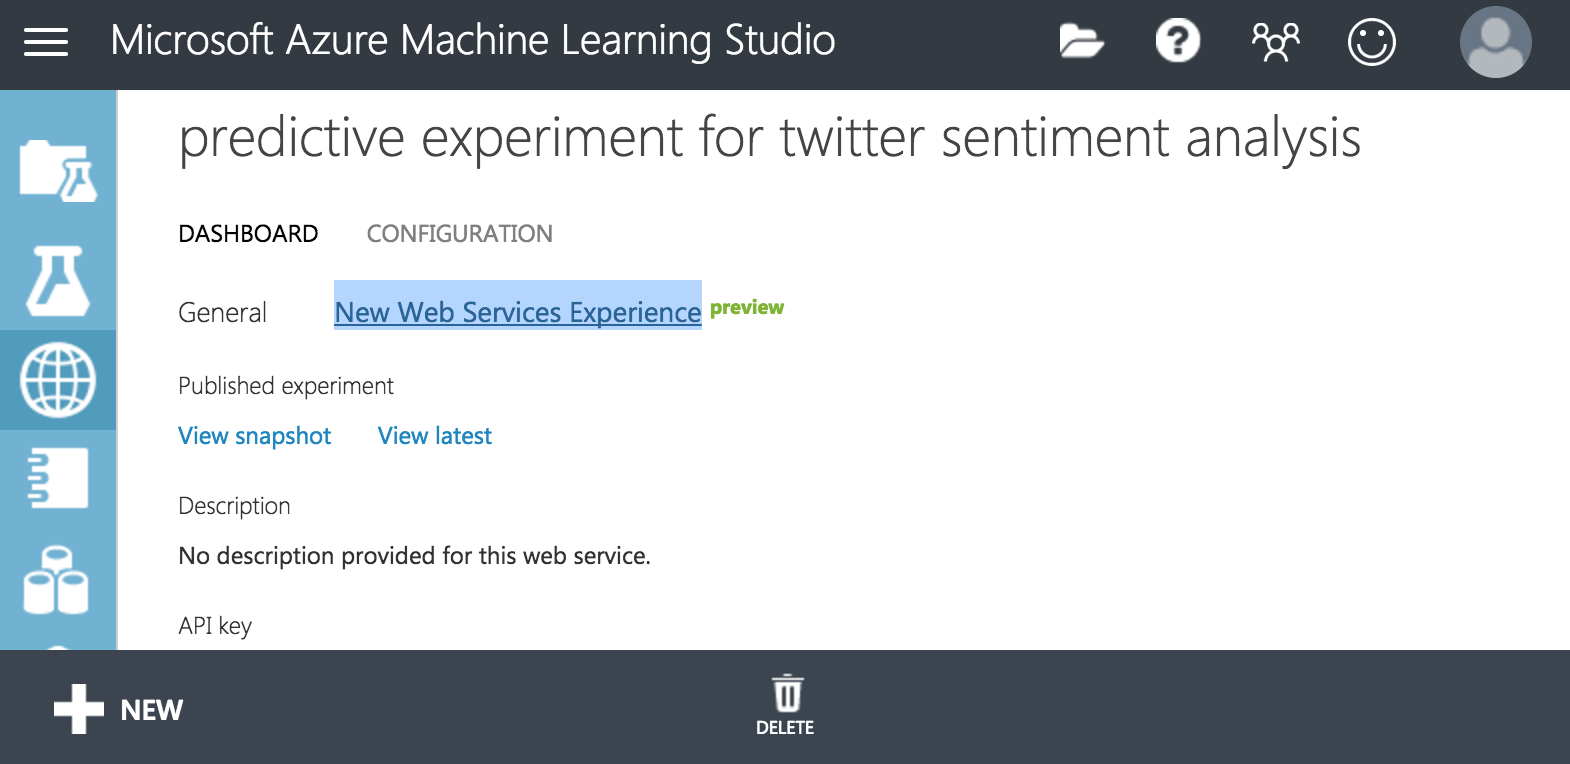 Microsoft Azure Machine Learning Studio
predictive experiment for twitter sentiment analysis
DASHBOARD CONFIGURATION
General New Web Services Experience preview
Published experiment
View snapshot View latest
Description
No description provided for this web service.
API key
NEW
DELETE